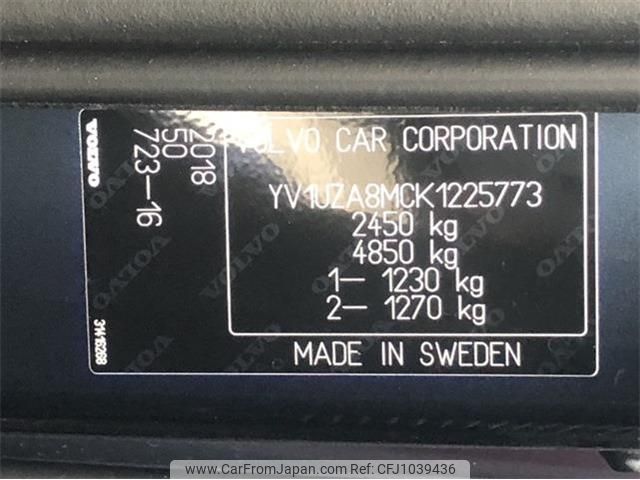 VOLVO CAR CORPORATION
YV1UZA8MCK1225773
2450 kg
4850 kg
1— 1230 kg
2— 1270 kg
MADE IN SWEDEN
2018
50
723—16
VOLVO
31415288
www.CarFromJapan.com | Ref: CFJ1039436